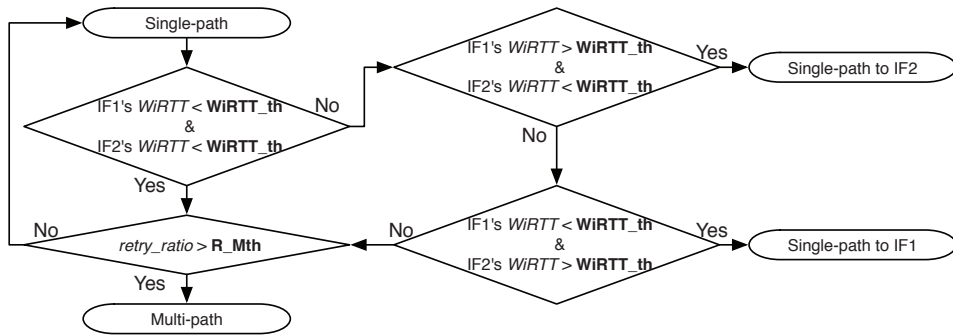 Single-path
IF1's WiRTT < WiRTT_th
&
IF2's WiRTT < WiRTT_th
No
Yes
IF1's WiRTT > WiRTT_th
&
IF2's WiRTT < WiRTT_th
Yes
Single-path to IF2
No
IF1's WiRTT < WiRTT_th
&
IF2's WiRTT > WiRTT_th
Yes
Single-path to IF1
No
retry_ratio > R_Mth
No
Yes
Multi-path